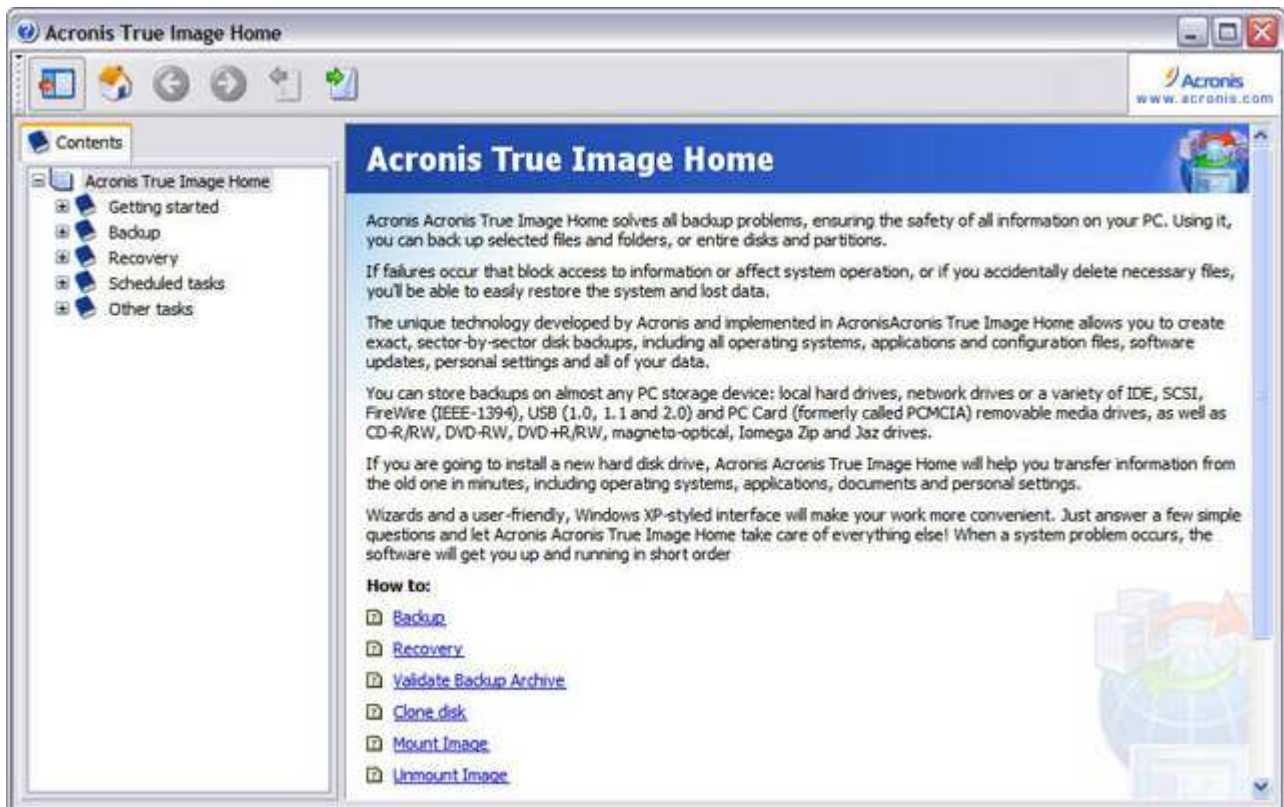 Acronis True Image Home
Acronis
www.acronis.com
Contents
Acronis True Image Home
Getting started
Backup
Recovery
Scheduled tasks
Other tasks
Acronis True Image Home
Acronis Acronis True Image Home solves all backup problems, ensuring the safety of all information on your PC. Using it,
you can back up selected files and folders, or entire disks and partitions.
If failures occur that block access to information or affect system operation, or if you accidentally delete necessary files,
you'll be able to easily restore the system and lost data.
The unique technology developed by Acronis and implemented in AcronisAcronis True Image Home allows you to create
exact, sector-by-sector disk backups, including all operating systems, applications and configuration files, software
updates, personal settings and all of your data.
You can store backups on almost any PC storage device: local hard drives, network drives or a variety of IDE, SCSI,
FireWire (IEEE-1394), USB (1.0, 1.1 and 2.0) and PC Card (formerly called PCMCIA) removable media drives, as well as
CD-R/RW, DVD-RW, DVD+R/RW, magneto-optical, Iomega Zip and Jaz drives.
If you are going to install a new hard disk drive, Acronis Acronis True Image Home will help you transfer information from
the old one in minutes, including operating systems, applications, documents and personal settings.
Wizards and a user-friendly, Windows XP-styled interface will make your work more convenient. Just answer a few simple
questions and let Acronis Acronis True Image Home take care of everything else! When a system problem occurs, the
software will get you up and running in short order
How to:
Backup
Recovery
Validate Backup Archive
Clone disk
Mount Image
Unmount Image